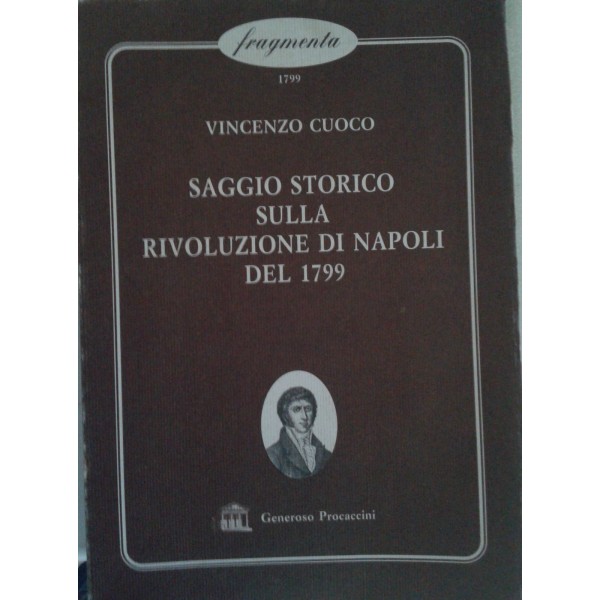 fragmenta
1799
VINCENZO CUOCO
SAGGIO STORICO
SULLA
RIVOLUZIONE DI NAPOLI
DEL 1799
Generoso Procaccini